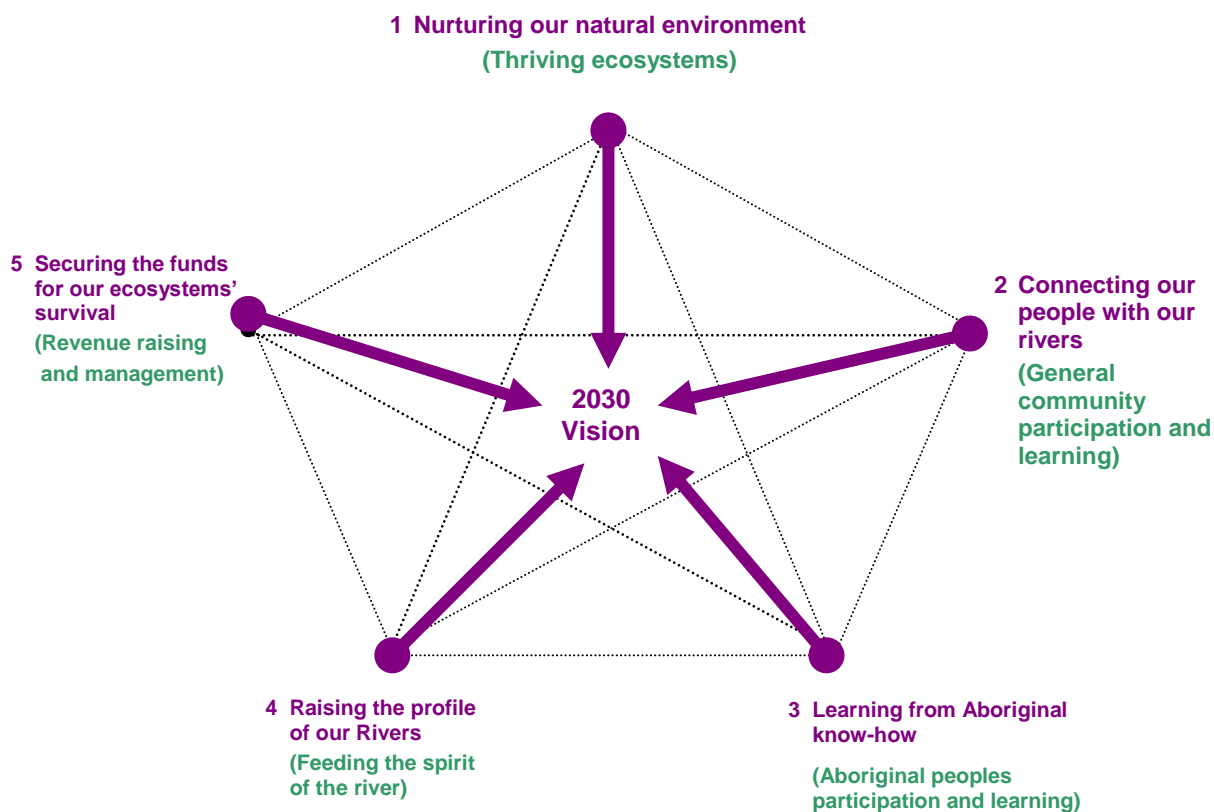 1 Nurturing our natural environment
(Thriving ecosystems)
2 Connecting our
people with our
rivers
(General
community
participation and
learning)
3 Learning from Aboriginal
know-how
(Aboriginal peoples
participation and learning)
4 Raising the profile
of our Rivers
(Feeding the spirit
of the river)
5 Securing the funds
for our ecosystems’
survival
(Revenue raising
and management)
2030
Vision